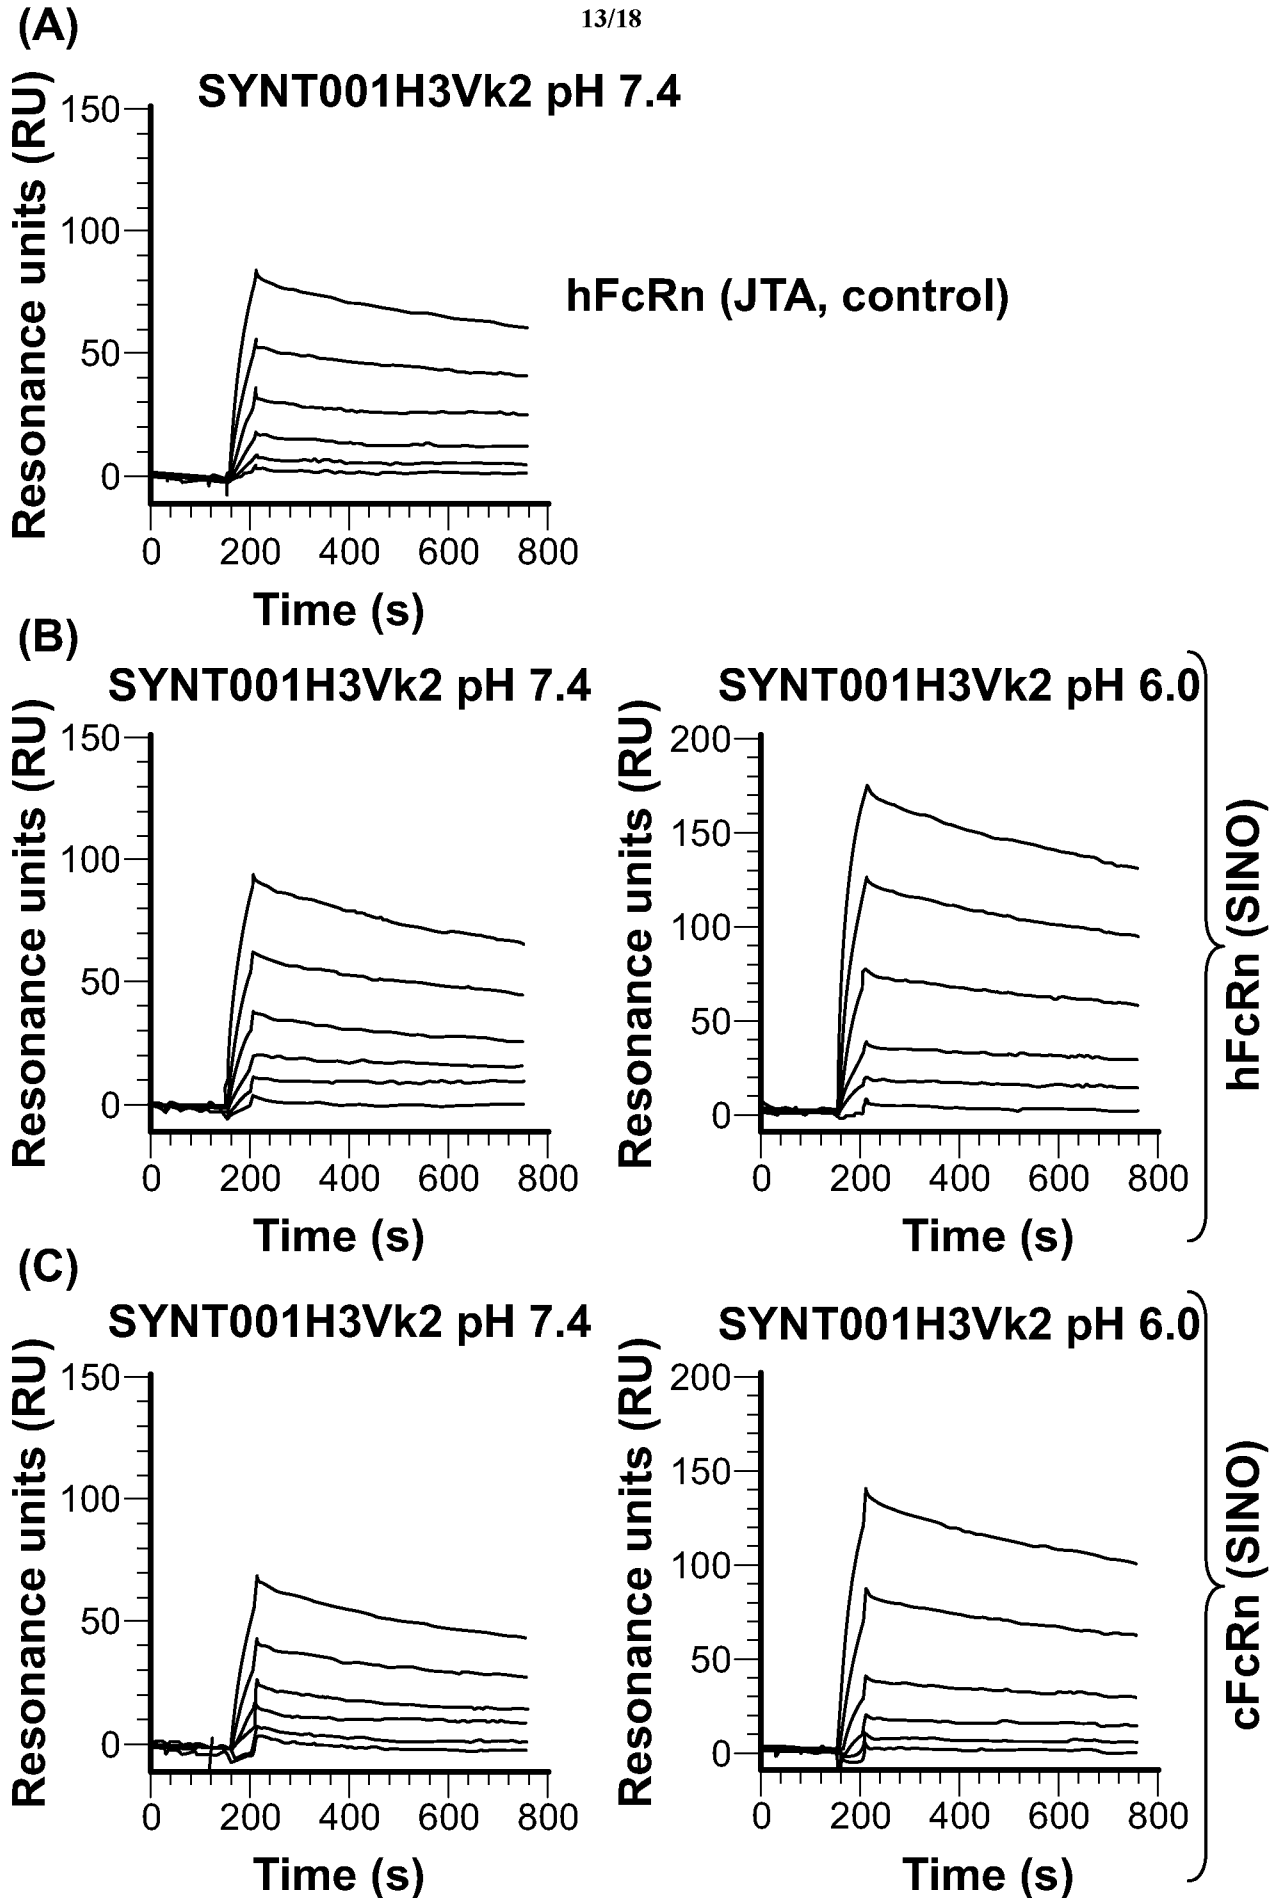 13/18
(A)
SYNT001H3Vk2 pH 7.4
Resonance units (RU)
150
100
50
0
0 200 400 600 800
Time (s)
hFcRn (JTA, control)
(B)
SYNT001H3Vk2 pH 7.4
Resonance units (RU)
150
100
50
0
0 200 400 600 800
Time (s)
SYNT001H3Vk2 pH 6.0
Resonance units (RU)
200
150
100
50
0
0 200 400 600 800
Time (s)
hFcRn (SINO)
(C)
SYNT001H3Vk2 pH 7.4
Resonance units (RU)
150
100
50
0
0 200 400 600 800
Time (s)
SYNT001H3Vk2 pH 6.0
Resonance units (RU)
200
150
100
50
0
0 200 400 600 800
Time (s)
cFcRn (SINO)